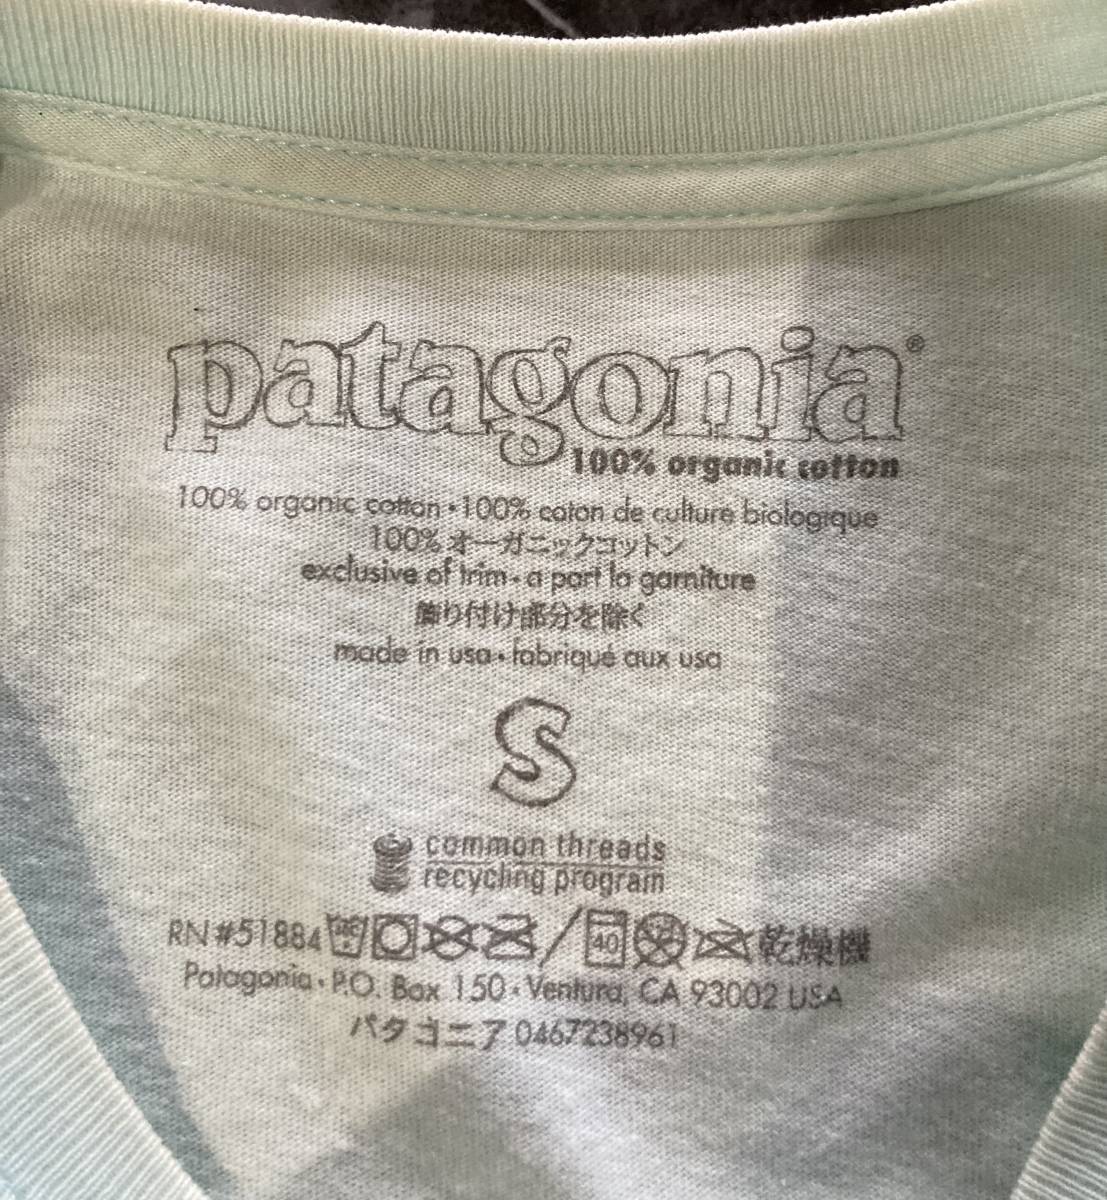 patagonia®
100% organic cotton
100% organic cotton • 100% coton de culture biologique
100% オーガニックコットン
exclusive of trim • a part la garniture
飾り付け部分を除く
made in usa • fabriqué aux usa
S
common threads
recycling program
RN#51884 40 乾燥機
Patagonia • P.O. Box 150 • Ventura, CA 93002 USA
パタゴニア 0467238961